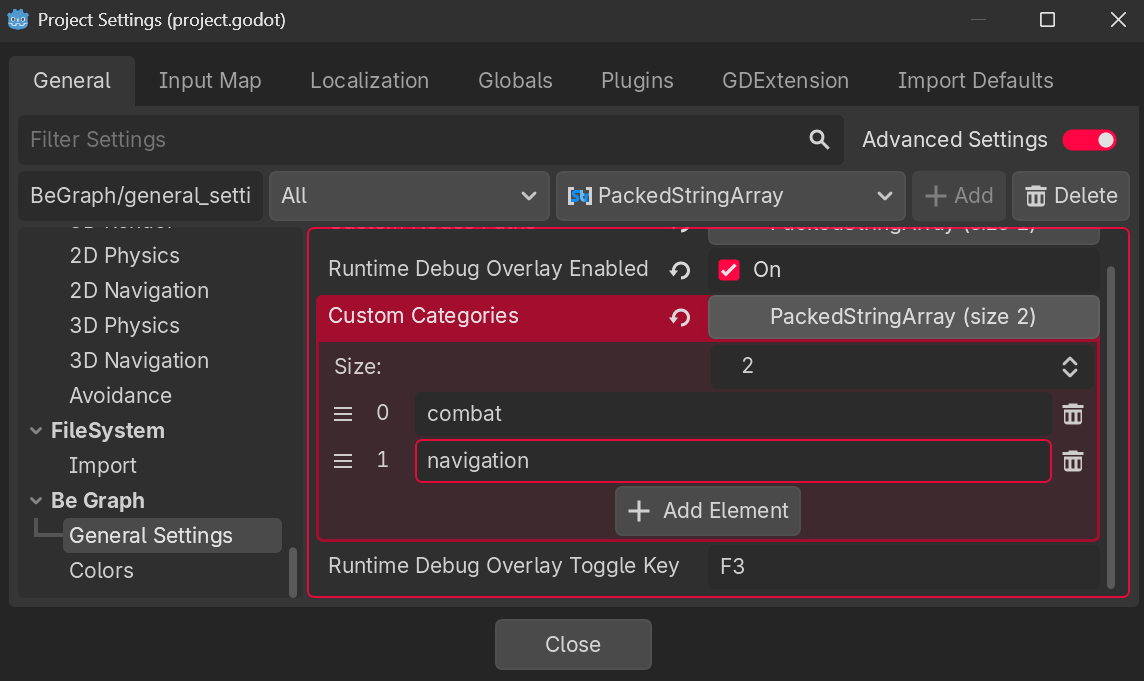 Project Settings (project.godot)
General Input Map Localization Globals Plugins GDExtension Import Defaults
Filter Settings Advanced Settings
BeGraph/general_setti All PackedStringArray Add Delete
2D Physics
2D Navigation
3D Physics
3D Navigation
Avoidance
FileSystem
Import
Be Graph
General Settings
Colors
PackedStringArray (size 2)
Runtime Debug Overlay Enabled On
Custom Categories PackedStringArray (size 2)
Size: 2
0 combat
1 navigation
Add Element
Runtime Debug Overlay Toggle Key F3
Close